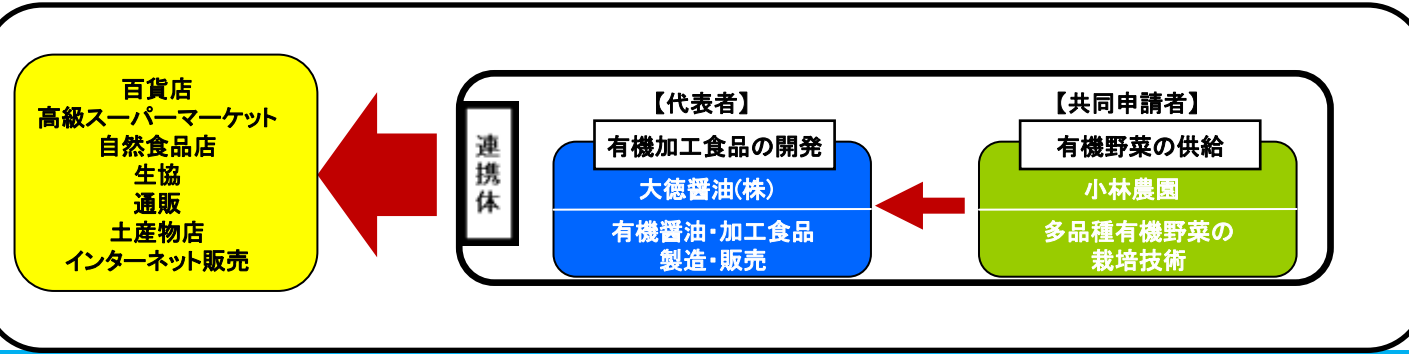 百貨店
高級スーパーマーケット
自然食品店
生協
通販
土産物店
インターネット販売
連携体
【代表者】
有機加工食品の開発
大徳醤油(株)
有機醤油・加工食品
製造・販売
【共同申請者】
有機野菜の供給
小林農園
多品種有機野菜の
栽培技術